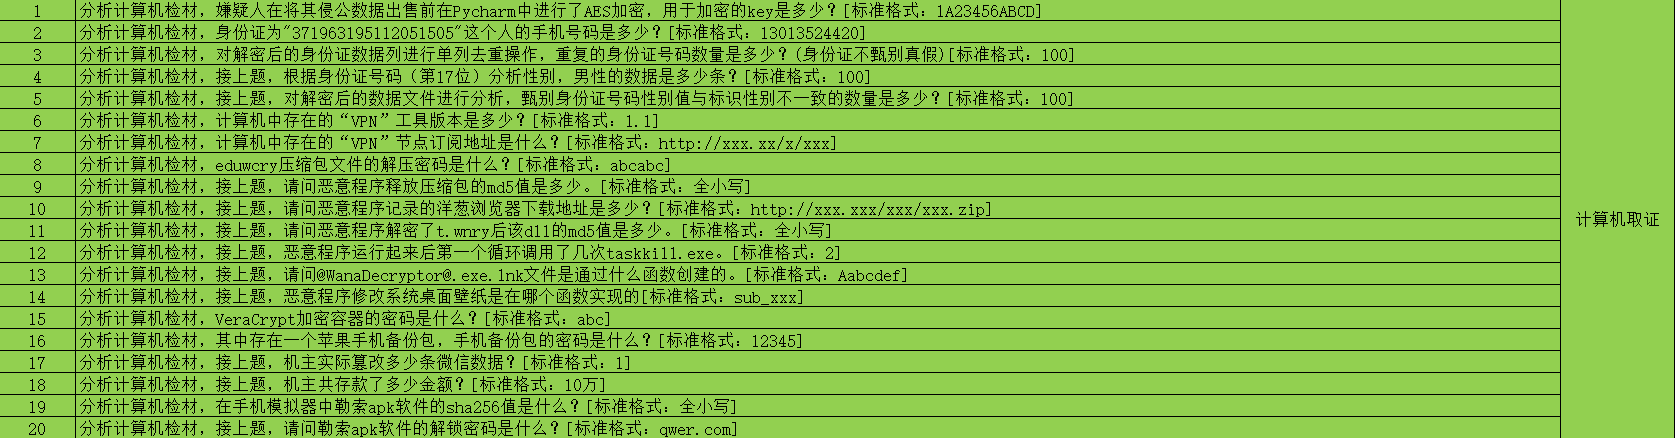 1 分析计算机检材，嫌疑人在将其侵公数据出售前在Pycharm中进行了AES加密，用于加密的key是多少？[标准格式：1A23456ABCD]
2 分析计算机检材，身份证为"371963195112051505"这个人的手机号码是多少？[标准格式：13013524420]
3 分析计算机检材，对解密后的身份证数据列进行单列去重操作，重复的身份证号码数量是多少？(身份证不甄别真假)[标准格式：100]
4 分析计算机检材，接上题，根据身份证号码（第17位）分析性别，男性的数据是多少条？[标准格式：100]
5 分析计算机检材，接上题，对解密后的数据文件进行分析，甄别身份证号码性别值与标识性别不一致的数量是多少？[标准格式：100]
6 分析计算机检材，计算机中存在的“VPN”工具版本是多少？[标准格式：1.1]
7 分析计算机检材，计算机中存在的“VPN”节点订阅地址是什么？[标准格式：http://xxx.xx/x/xxx]
8 分析计算机检材，eduwcry压缩包文件的解压密码是什么？[标准格式：abcabc]
9 分析计算机检材，接上题，请问恶意程序释放压缩包的md5值是多少。[标准格式：全小写]
10 分析计算机检材，接上题，请问恶意程序记录的洋葱浏览器下载地址是多少？[标准格式：http://xxx.xxx/xxx/xxx.zip]
11 分析计算机检材，接上题，请问恶意程序解密了t.wnry后该dll的md5值是多少。[标准格式：全小写]
12 分析计算机检材，接上题，恶意程序运行起来后第一个循环调用了几次taskkill.exe。[标准格式：2]
13 分析计算机检材，接上题，请问@WanaDecryptor@.exe.lnk文件是通过什么函数创建的。[标准格式：Aabcdef]
14 分析计算机检材，接上题，恶意程序修改系统桌面壁纸是在哪个函数实现的[标准格式：sub_xxx]
15 分析计算机检材，VeraCrypt加密容器的密码是什么？[标准格式：abc]
16 分析计算机检材，其中存在一个苹果手机备份包，手机备份包的密码是什么？[标准格式：12345]
17 分析计算机检材，接上题，机主实际篡改多少条微信数据？[标准格式：1]
18 分析计算机检材，接上题，机主共存款了多少金额？[标准格式：10万]
19 分析计算机检材，在手机模拟器中勒索apk软件的sha256值是什么？[标准格式：全小写]
20 分析计算机检材，接上题，请问勒索apk软件的解锁密码是什么？[标准格式：qwer.com]
计算机取证